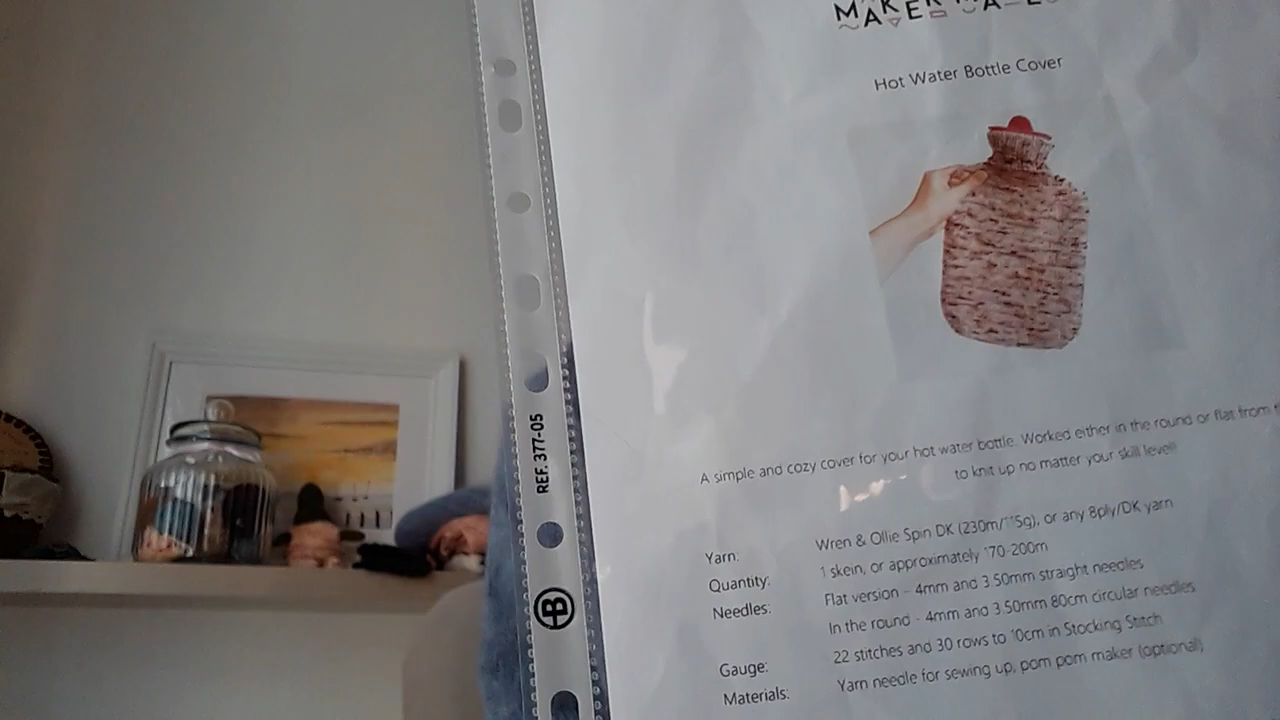 Hot Water Bottle Cover
A simple and cozy cover for your hot water bottle. Worked either in the round or flat from
to knit up no matter your skill level!
Yarn: Wren & Ollie Spin DK (230m/115g), or any 8ply/DK yarn
Quantity: 1 skein, or approximately 170-200m
Needles: Flat version - 4mm and 3.50mm straight needles
In the round - 4mm and 3.50mm 80cm circular needles
Gauge: 22 stitches and 30 rows to 10cm in Stocking Stitch
Materials: Yarn needle for sewing up, pom pom maker (optional)
REF. 377-05
B